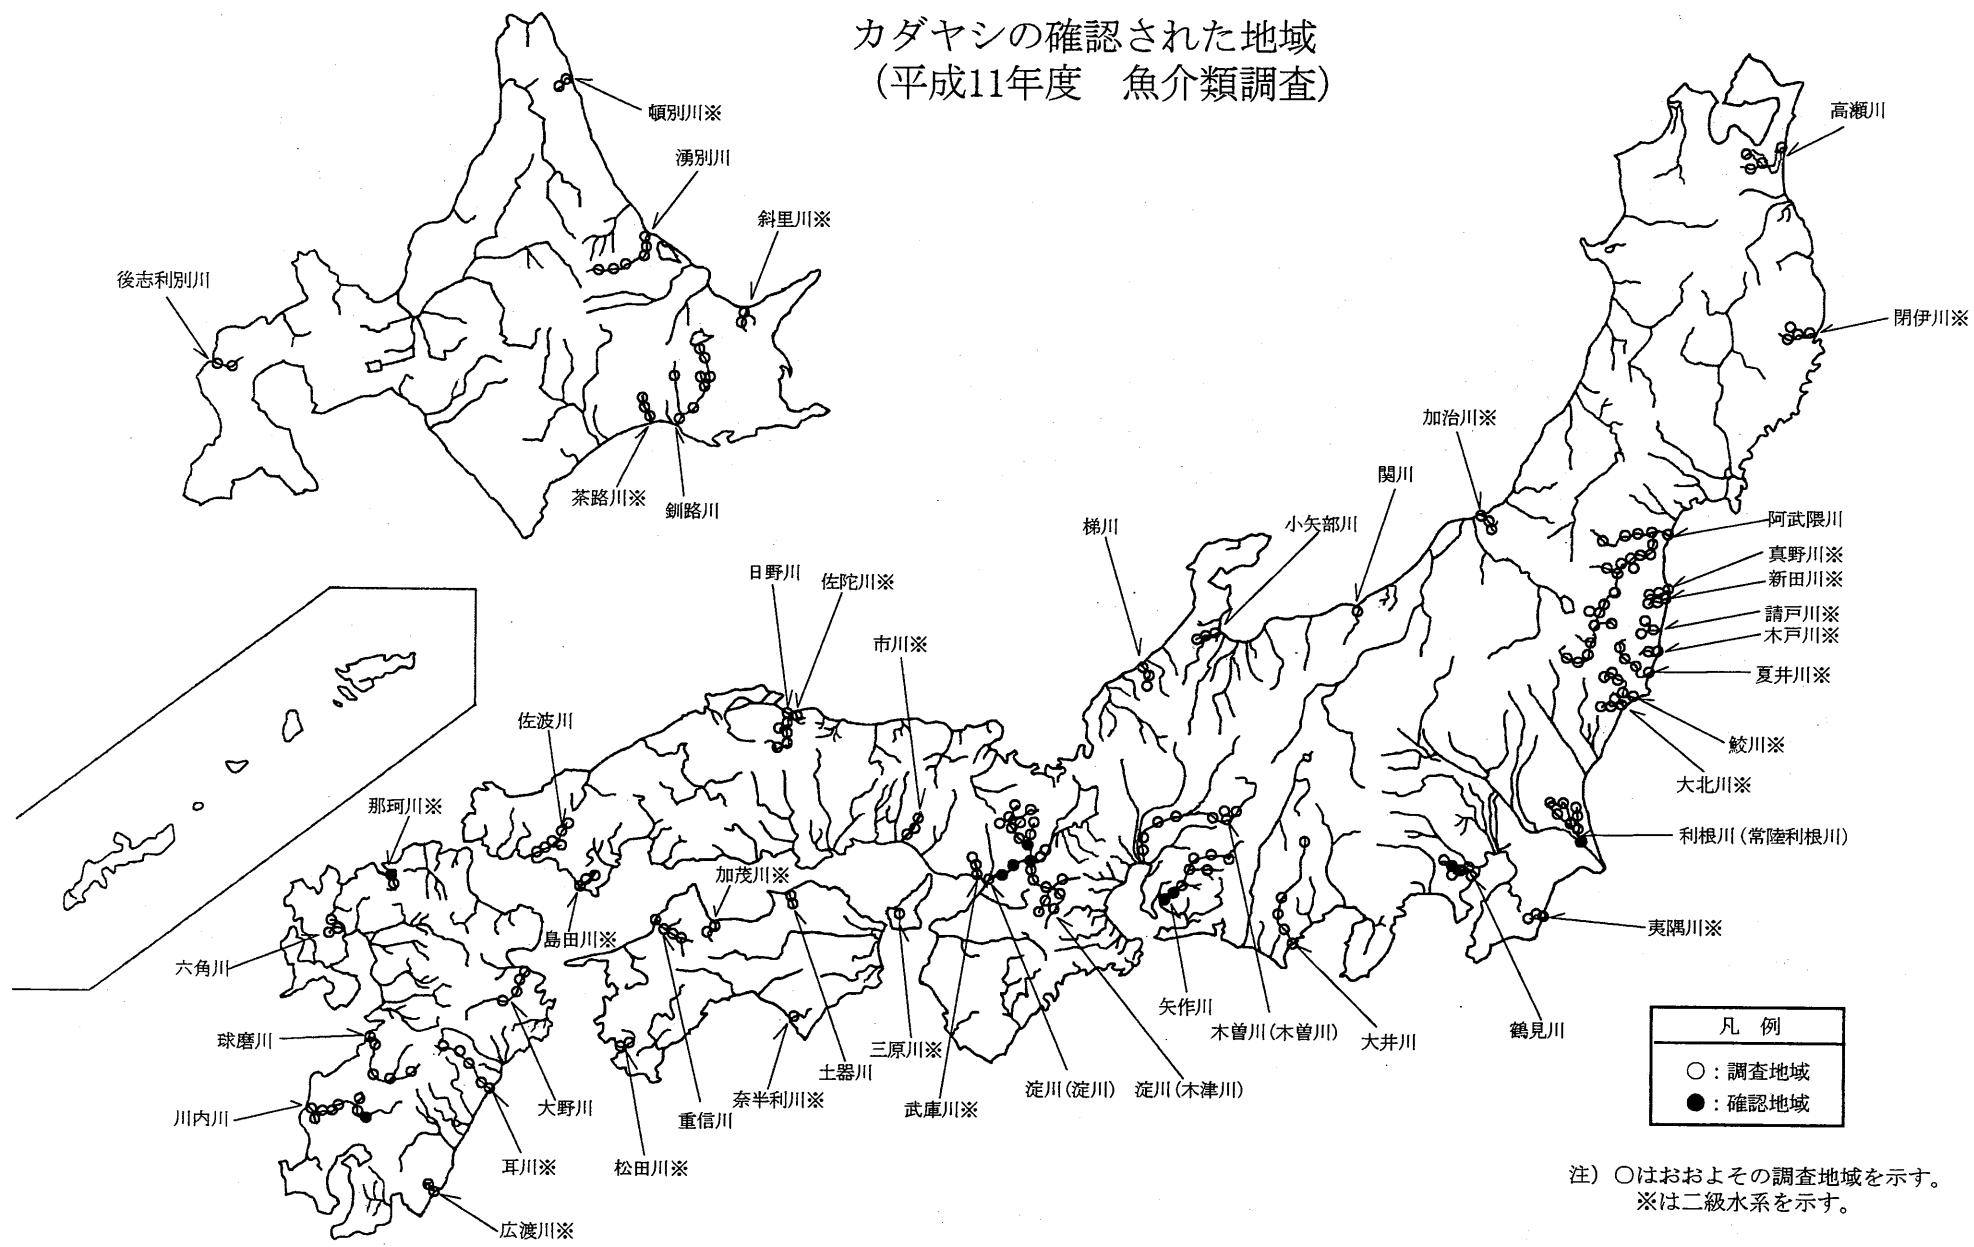 カダヤシの確認された地域
（平成11年度　魚介類調査）
頓別川※
湧別川
斜里川※
後志利別川
茶路川※
釧路川
高瀬川
閉伊川※
加治川※
関川
小矢部川
梯川
阿武隈川
真野川※
新田川※
請戸川※
木戸川※
夏井川※
鮫川※
大北川※
利根川（常陸利根川）
夷隅川※
鶴見川
大井川
木曽川（木曽川）
矢作川
淀川（木津川）
淀川（淀川）
武庫川※
三原川※
土器川
奈半利川※
重信川
松田川※
加茂川※
日野川
佐陀川※
市川※
佐波川
島田川※
那珂川※
六角川
球磨川
川内川
大野川
耳川※
広渡川※
凡　例
○：調査地域
●：確認地域
注）○はおおよその調査地域を示す。
※は二級水系を示す。